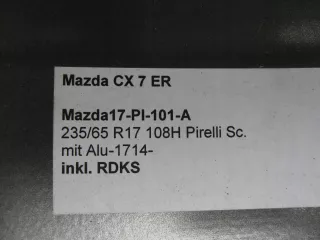 Mazda CX 7 ER
Mazda17-PI-101-A
235/65 R17 108H Pirelli Sc.
mit Alu-1714-
inkl. RDKS